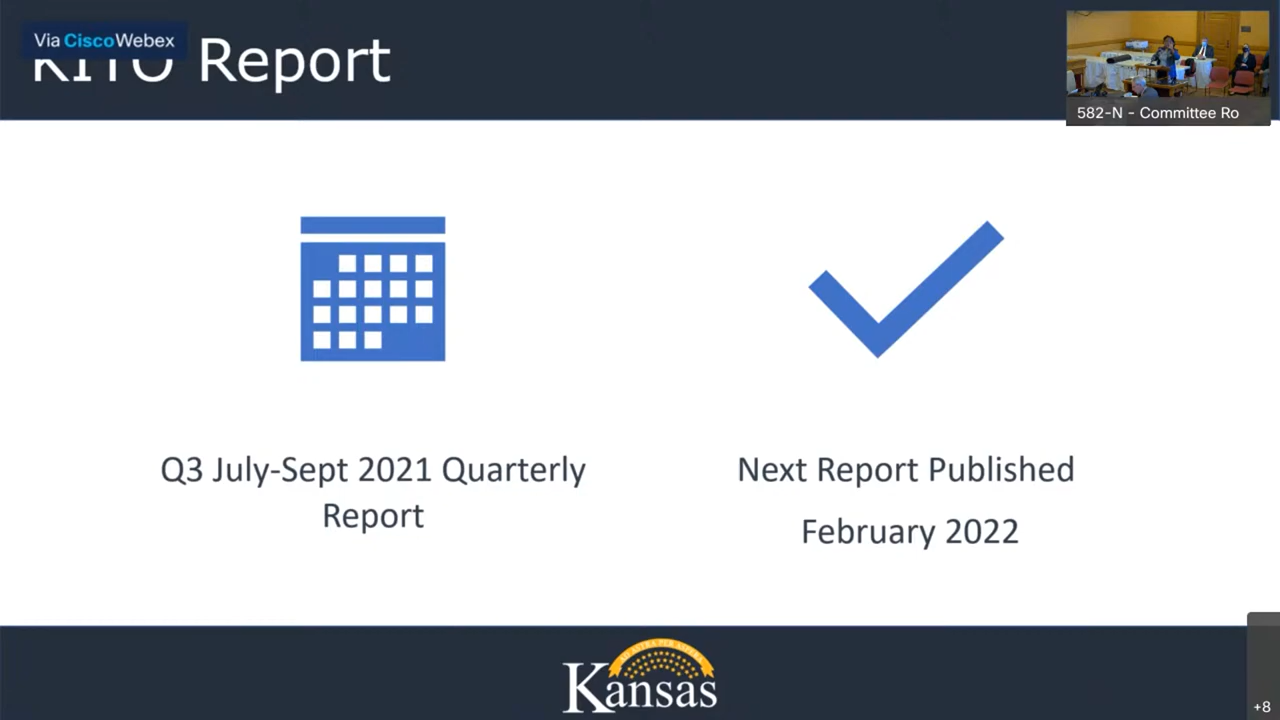 Via CiscoWebex
KITO Report
582-N - Committee Ro
Q3 July-Sept 2021 Quarterly
Report
Next Report Published
February 2022
Kansas
+8